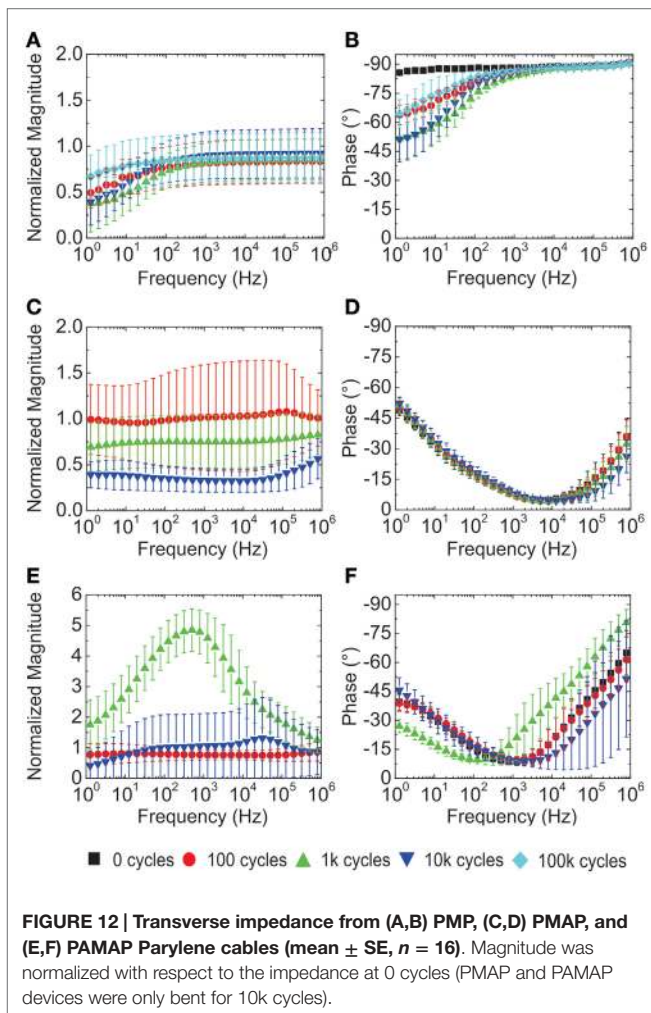 A
B
2.0
1.5
1.0
0.5
0.0
Normalized Magnitude
10⁰ 10¹ 10² 10³ 10⁴ 10⁵ 10⁶
Frequency (Hz)
-90
-75
-60
-45
-30
-15
0
Phase (°)
10⁰ 10¹ 10² 10³ 10⁴ 10⁵ 10⁶
Frequency (Hz)
C
D
2.0
1.5
1.0
0.5
0.0
Normalized Magnitude
10⁰ 10¹ 10² 10³ 10⁴ 10⁵ 10⁶
Frequency (Hz)
-90
-75
-60
-45
-30
-15
0
Phase (°)
10⁰ 10¹ 10² 10³ 10⁴ 10⁵ 10⁶
Frequency (Hz)
E
F
6
5
4
3
2
1
0
Normalized Magnitude
10⁰ 10¹ 10² 10³ 10⁴ 10⁵ 10⁶
Frequency (Hz)
-90
-75
-60
-45
-30
-15
0
Phase (°)
10⁰ 10¹ 10² 10³ 10⁴ 10⁵ 10⁶
Frequency (Hz)
0 cycles 100 cycles 1k cycles 10k cycles 100k cycles
FIGURE 12 | Transverse impedance from (A,B) PMP, (C,D) PMAP, and
(E,F) PAMAP Parylene cables (mean ± SE, n = 16). Magnitude was
normalized with respect to the impedance at 0 cycles (PMAP and PAMAP
devices were only bent for 10k cycles).